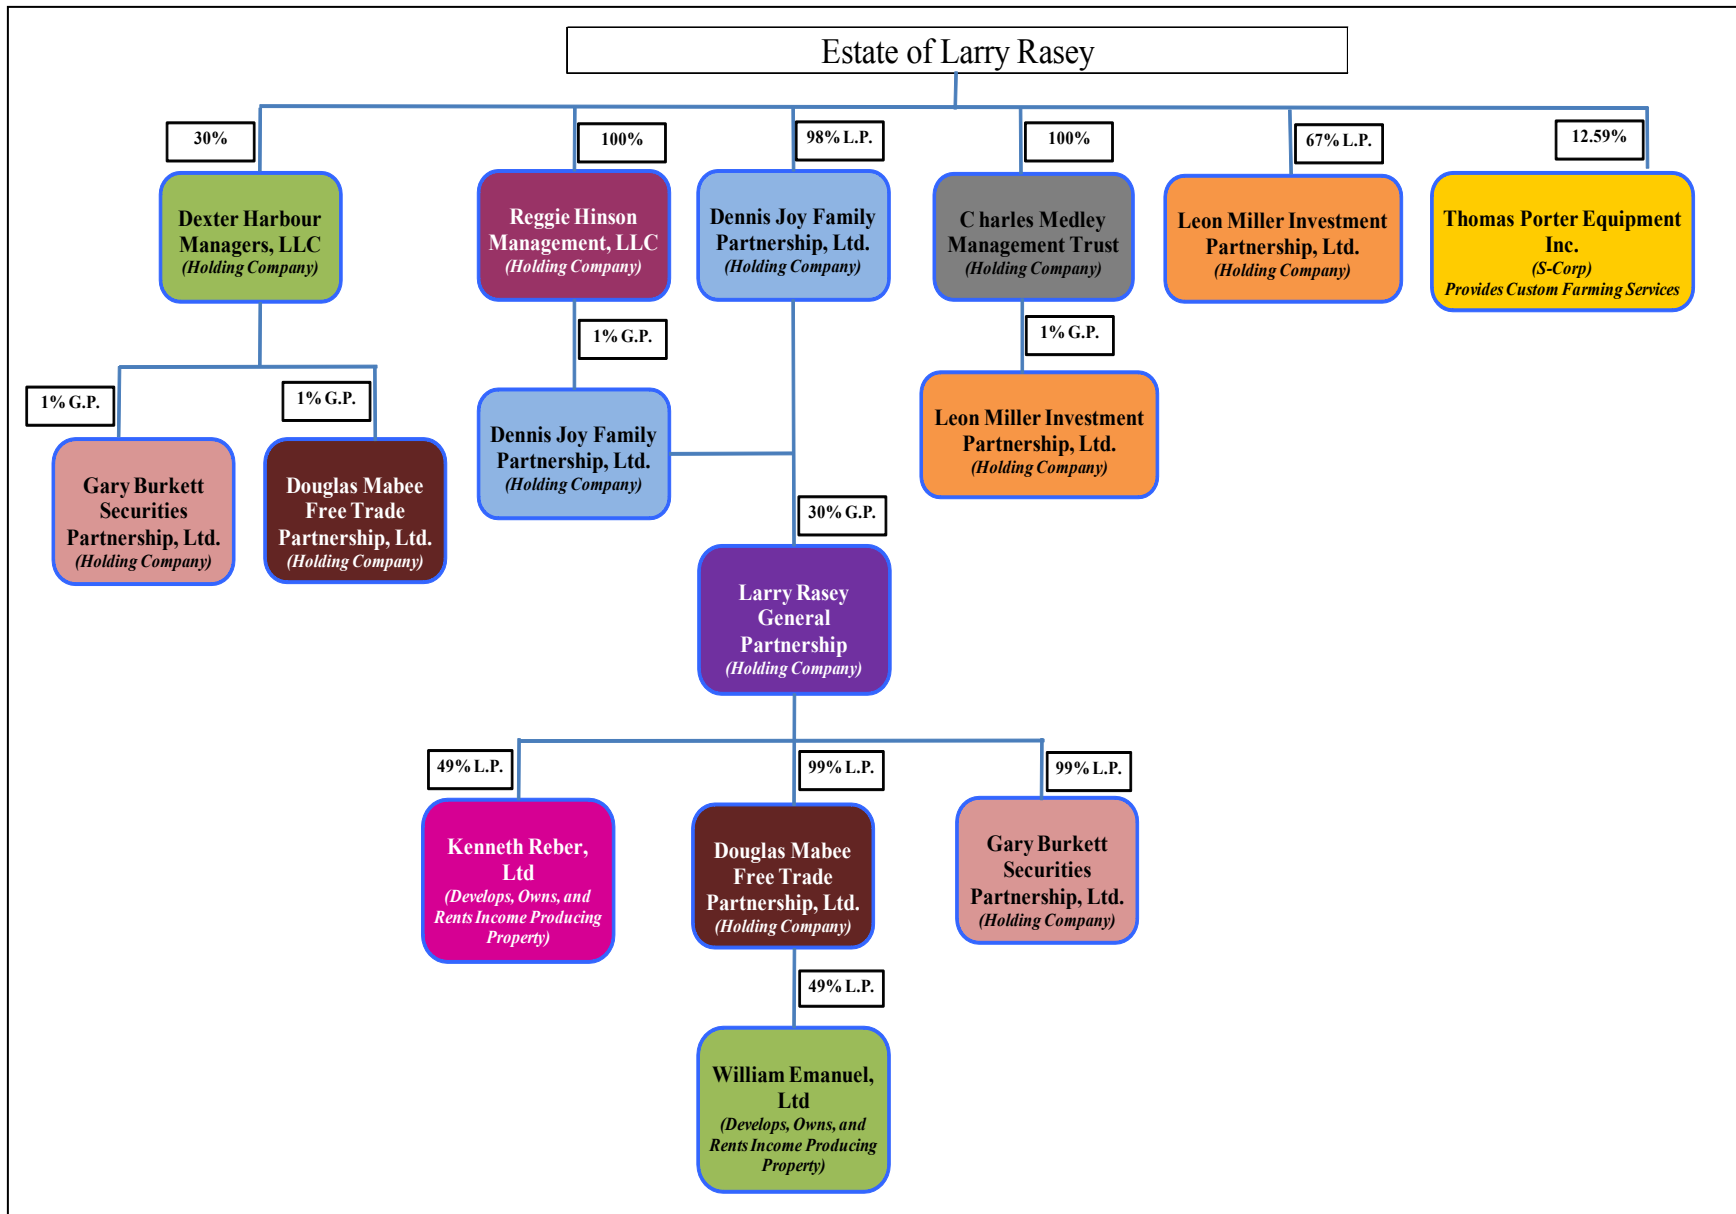 Estate of Larry Rasey
30%
100%
98% L.P.
100%
67% L.P.
12.59%
Dexter Harbour
Managers, LLC
(Holding Company)
Reggie Hinson
Management, LLC
(Holding Company)
Dennis Joy Family
Partnership, Ltd.
(Holding Company)
C harles Medley
Management Trust
(Holding Company)
Leon Miller Investment
Partnership, Ltd.
(Holding Company)
Thomas Porter Equipment
Inc.
(S-Corp)
Provides Custom Farming Services
1% G.P.
1% G.P.
1% G.P.
1% G.P.
Gary Burkett
Securities
Partnership, Ltd.
(Holding Company)
Douglas Mabee
Free Trade
Partnership, Ltd.
(Holding Company)
Dennis Joy Family
Partnership, Ltd.
(Holding Company)
Leon Miller Investment
Partnership, Ltd.
(Holding Company)
30% G.P.
Larry Rasey
General
Partnership
(Holding Company)
49% L.P.
99% L.P.
99% L.P.
Kenneth Reber,
Ltd
(Develops, Owns, and
Rents Income Producing
Property)
Douglas Mabee
Free Trade
Partnership, Ltd.
(Holding Company)
Gary Burkett
Securities
Partnership, Ltd.
(Holding Company)
49% L.P.
William Emanuel,
Ltd
(Develops, Owns, and
Rents Income Producing
Property)